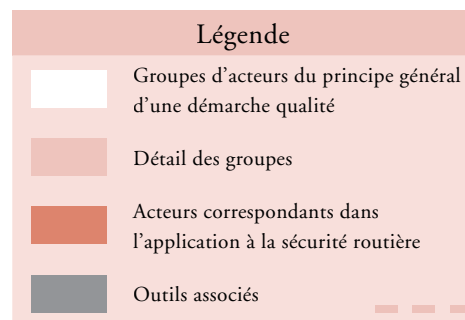 Légende
Groupes d'acteurs du principe général
d'une démarche qualité
Détail des groupes
Acteurs correspondants dans
l'application à la sécurité routière
Outils associés